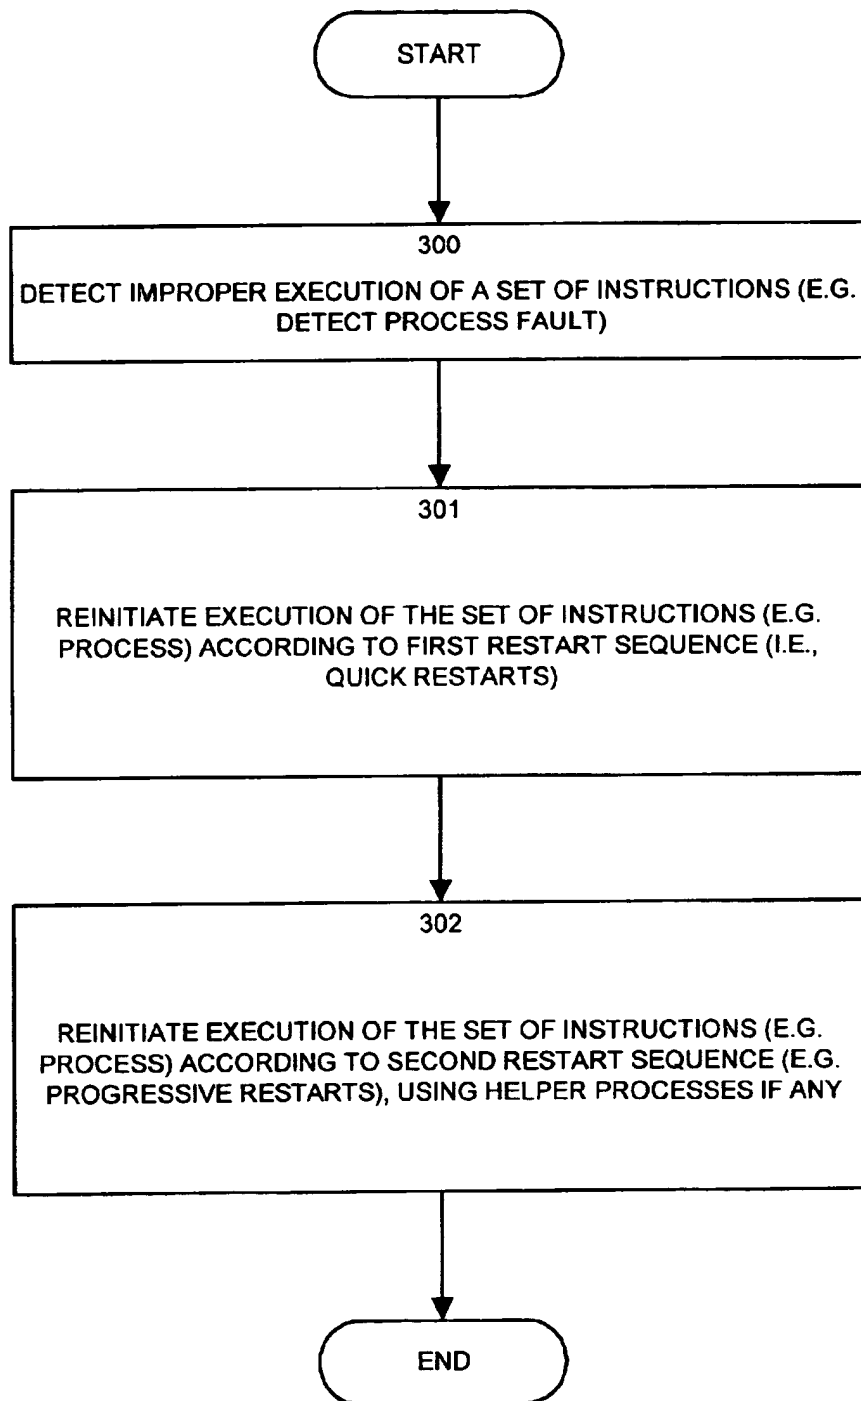 START
300
DETECT IMPROPER EXECUTION OF A SET OF INSTRUCTIONS (E.G.
DETECT PROCESS FAULT)
301
REINITIATE EXECUTION OF THE SET OF INSTRUCTIONS (E.G.
PROCESS) ACCORDING TO FIRST RESTART SEQUENCE (I.E.,
QUICK RESTARTS)
302
REINITIATE EXECUTION OF THE SET OF INSTRUCTIONS (E.G.
PROCESS) ACCORDING TO SECOND RESTART SEQUENCE (E.G.
PROGRESSIVE RESTARTS), USING HELPER PROCESSES IF ANY
END